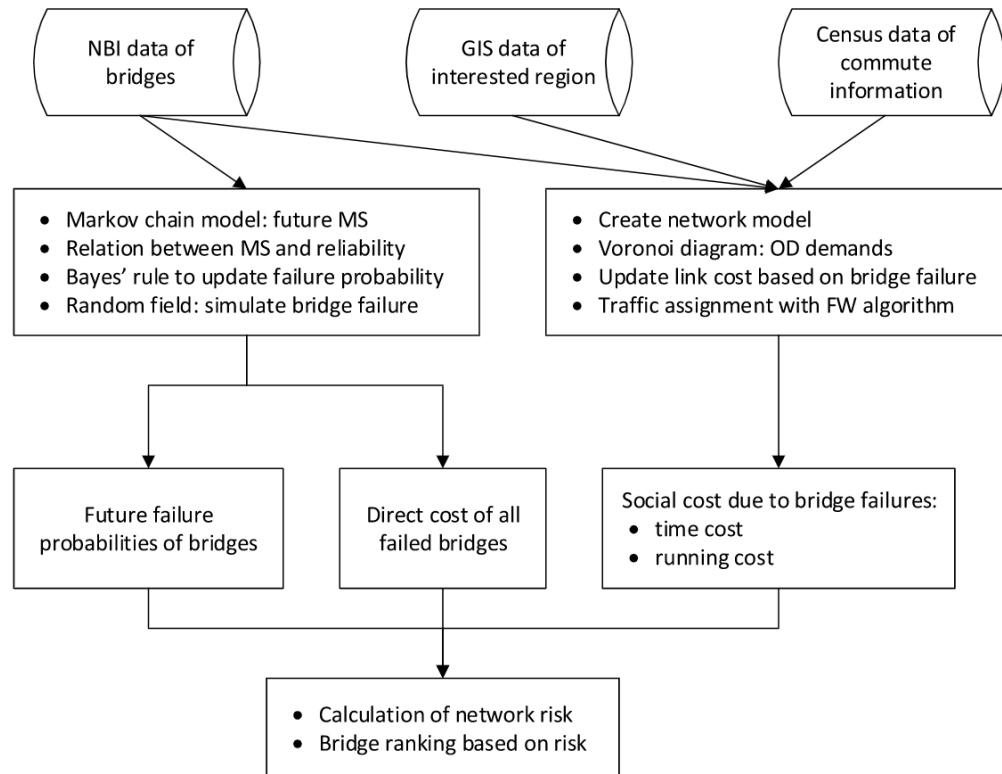 NBI data of
bridges
GIS data of
interested region
Census data of
commute
information
• Markov chain model: future MS
• Relation between MS and reliability
• Bayes’ rule to update failure probability
• Random field: simulate bridge failure
• Create network model
• Voronoi diagram: OD demands
• Update link cost based on bridge failure
• Traffic assignment with FW algorithm
Future failure
probabilities of bridges
Direct cost of all
failed bridges
Social cost due to bridge failures:
• time cost
• running cost
• Calculation of network risk
• Bridge ranking based on risk